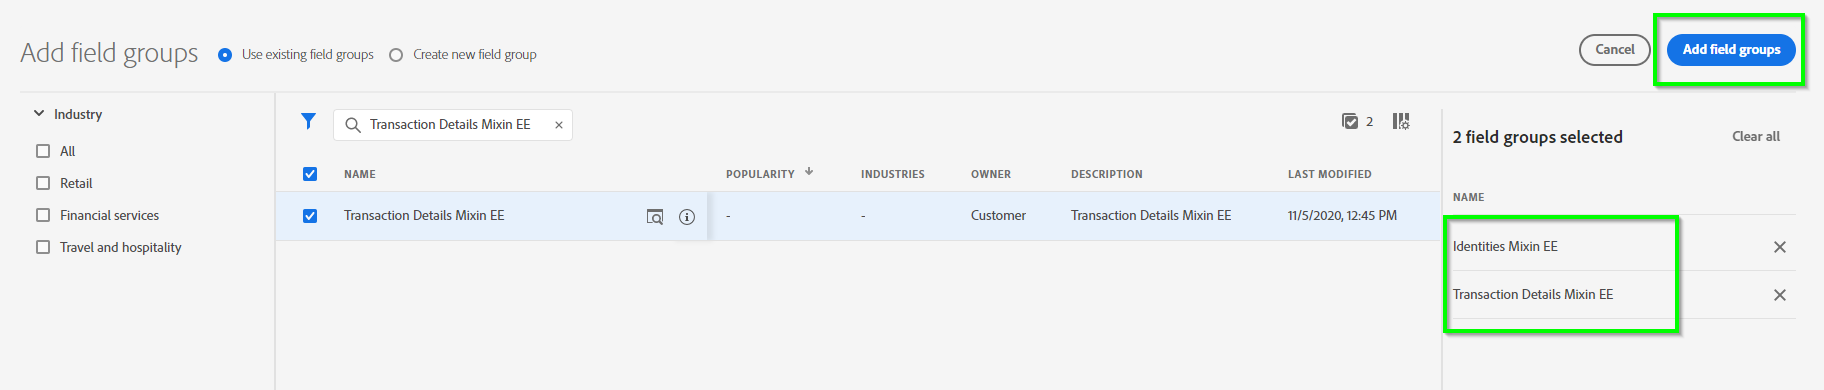 Add field groups
Use existing field groups
Create new field group
Cancel
Add field groups
Industry
All
Retail
Financial services
Travel and hospitality
Transaction Details Mixin EE ×
2
NAME POPULARITY ↓ INDUSTRIES OWNER DESCRIPTION LAST MODIFIED
Transaction Details Mixin EE - - Customer Transaction Details Mixin EE 11/5/2020, 12:45 PM
2 field groups selected Clear all
NAME
Identities Mixin EE
Transaction Details Mixin EE